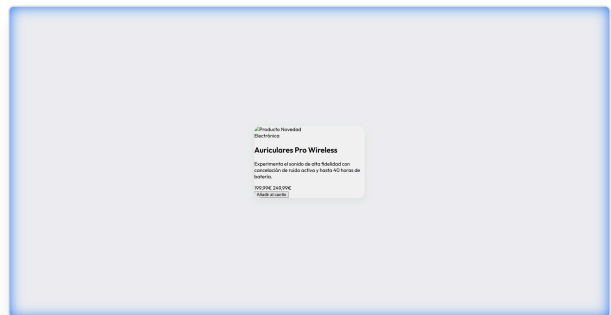 Producto Novedad
Electrónica
Auriculares Pro Wireless
Experimenta el sonido de alta fidelidad con
cancelación de ruido activa y hasta 40 horas de
batería.
199,99€ 249,99€
Añadir al carrito